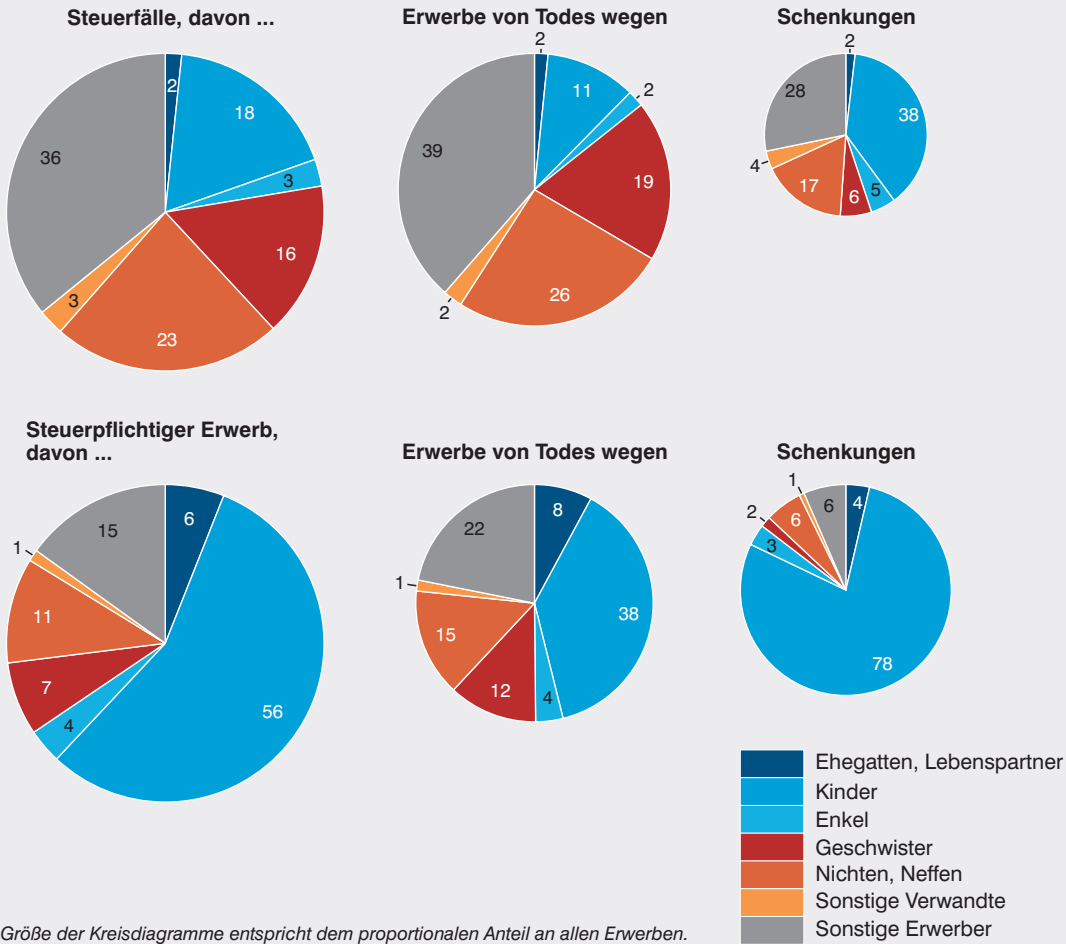 Steuerfälle, davon ...
2
18
3
16
23
3
36
Erwerbe von Todes wegen
2
11
2
19
26
2
39
Schenkungen
2
38
5
6
17
4
28
Steuerpflichtiger Erwerb,
davon ...
6
56
4
7
11
1
15
Erwerbe von Todes wegen
8
38
4
12
15
1
22
Schenkungen
4
78
3
2
6
1
6
Ehegatten, Lebenspartner
Kinder
Enkel
Geschwister
Nichten, Neffen
Sonstige Verwandte
Sonstige Erwerber
Größe der Kreisdiagramme entspricht dem proportionalen Anteil an allen Erwerben.